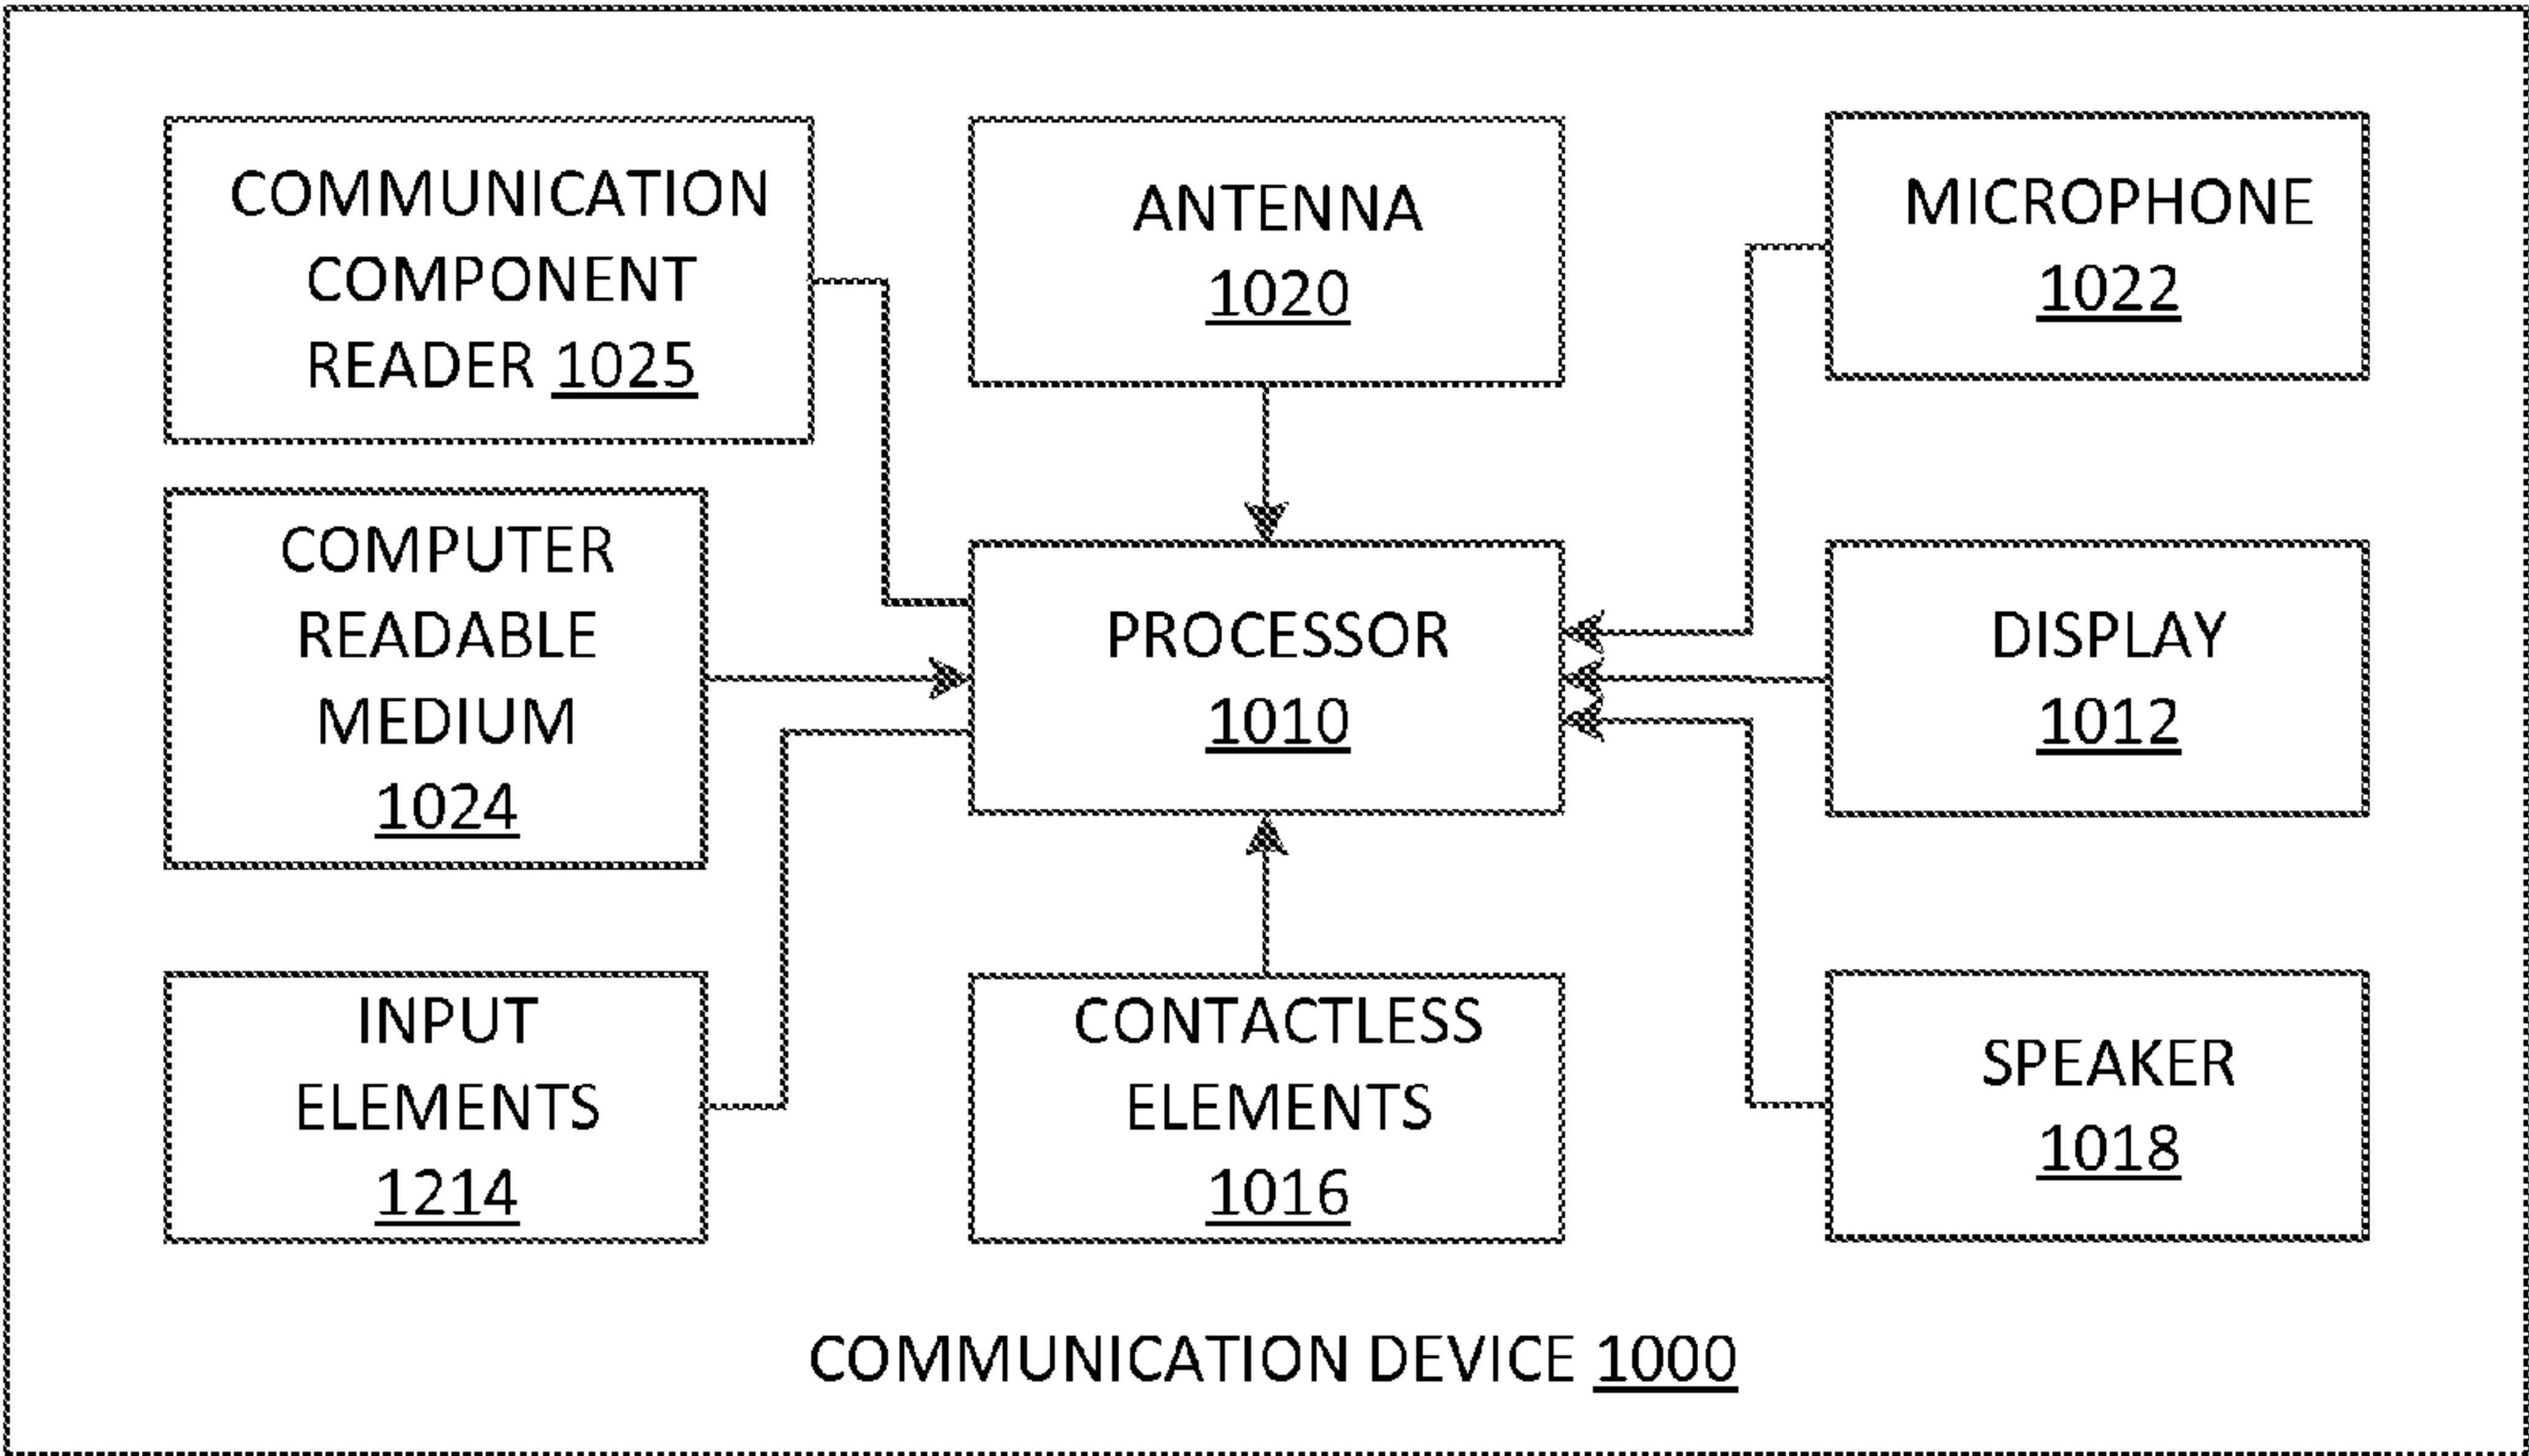 COMMUNICATION
COMPONENT
READER 1025
ANTENNA
1020
MICROPHONE
1022
COMPUTER
READABLE
MEDIUM
1024
PROCESSOR
1010
DISPLAY
1012
INPUT
ELEMENTS
1214
CONTACTLESS
ELEMENTS
1016
SPEAKER
1018
COMMUNICATION DEVICE 1000